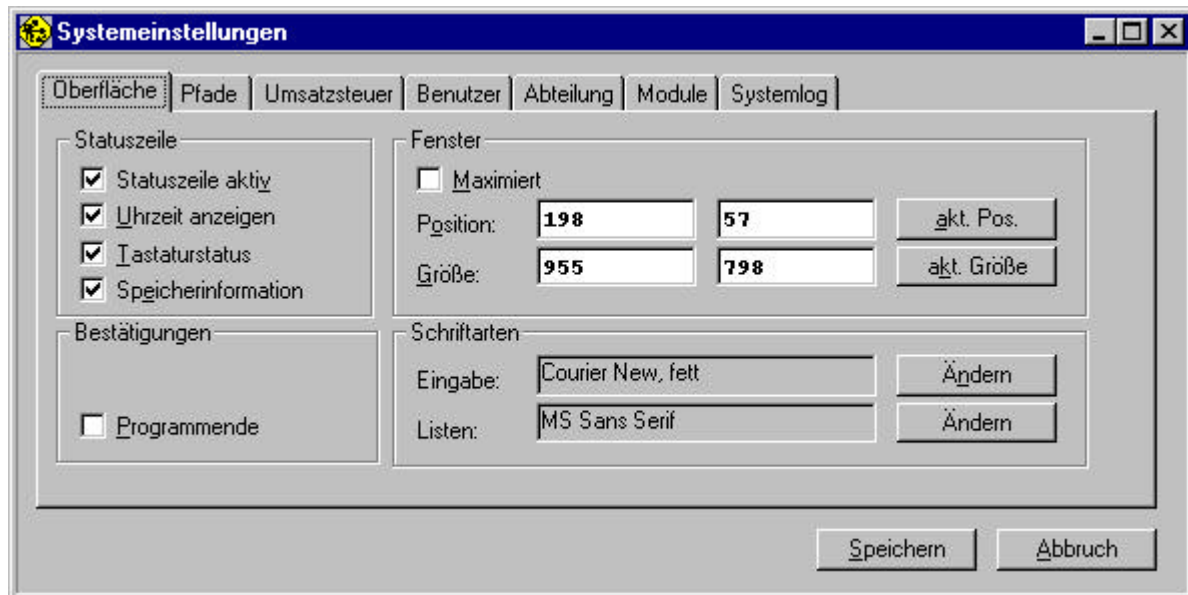 Systemeinstellungen
Oberfläche Pfade Umsatzsteuer Benutzer Abteilung Module Systemlog
Statuszeile
Statuszeile aktiv
Uhrzeit anzeigen
Tastaturstatus
Speicherinformation
Fenster
Maximiert
Position: 198 57 akt. Pos.
Größe: 955 798 akt. Größe
Bestätigungen
Programmende
Schriftarten
Eingabe: Courier New, fett Ändern
Listen: MS Sans Serif Ändern
Speichern Abbruch